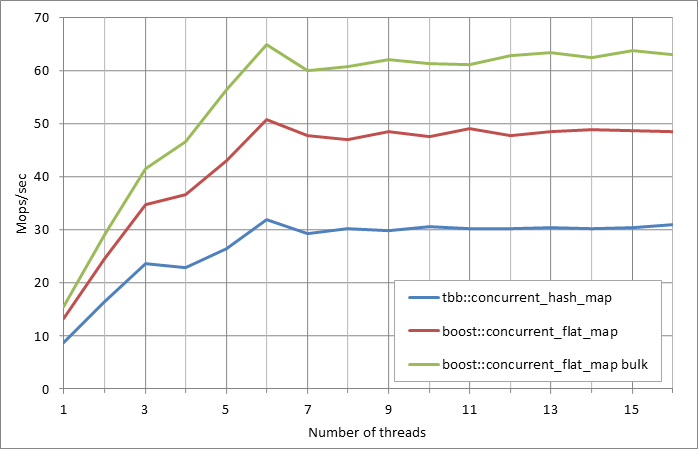 70
60
50
40
30
20
10
0
Mops/sec
tbb::concurrent_hash_map
boost::concurrent_flat_map
boost::concurrent_flat_map bulk
1 3 5 7 9 11 13 15
Number of threads